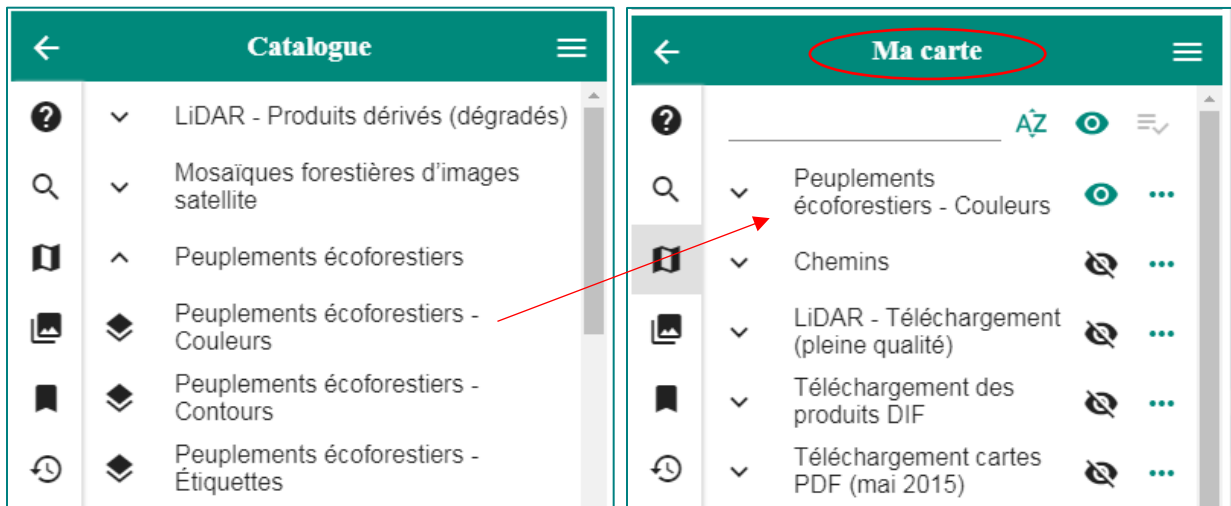 Catalogue
LiDAR - Produits dérivés (dégradés)
Mosaïques forestières d'images
satellite
Peuplements écoforestiers
Peuplements écoforestiers -
Couleurs
Peuplements écoforestiers -
Contours
Peuplements écoforestiers -
Étiquettes
Ma carte
AZ
Peuplements
écoforestiers - Couleurs
Chemins
LiDAR - Téléchargement
(pleine qualité)
Téléchargement des
produits DIF
Téléchargement cartes
PDF (mai 2015)